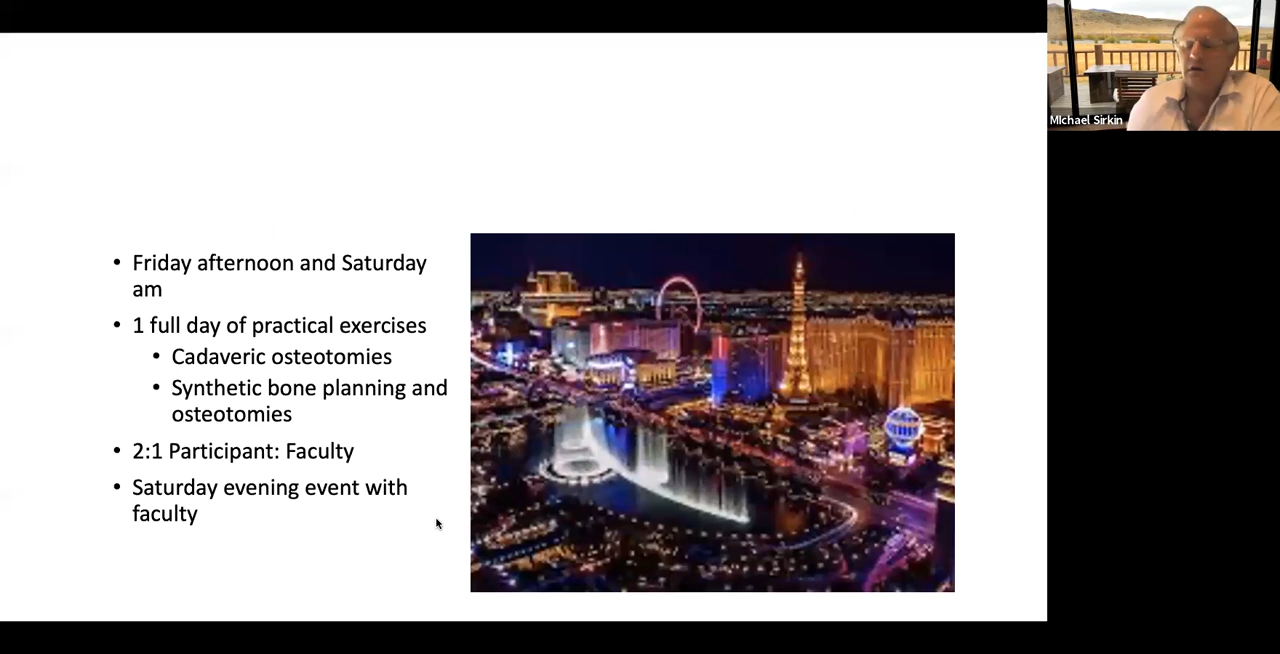 • Friday afternoon and Saturday
am
• 1 full day of practical exercises
• Cadaveric osteotomies
• Synthetic bone planning and
osteotomies
• 2:1 Participant: Faculty
• Saturday evening event with
faculty
MIchael Sirkin